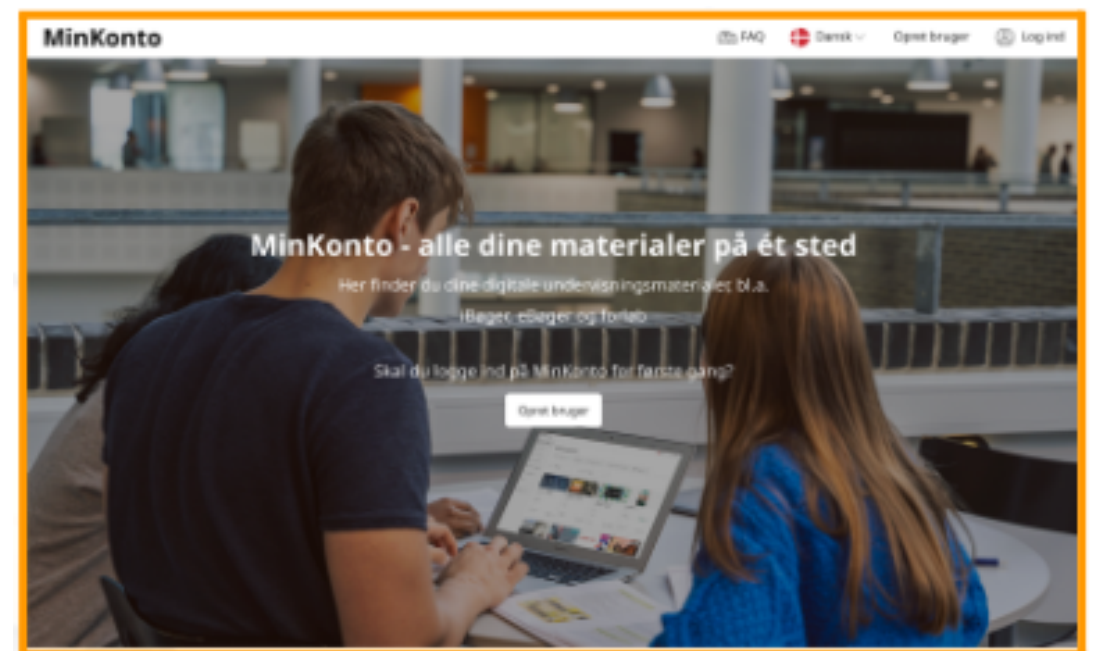 MinKonto
FAQ Dansk Opret bruger Log ind
MinKonto - alle dine materialer på ét sted
Her finder du dine digitale undervisningsmaterialer, bl.a.
iBøger, eBøger og forløb
Skal du logge ind på MinKonto for første gang?
Opret bruger